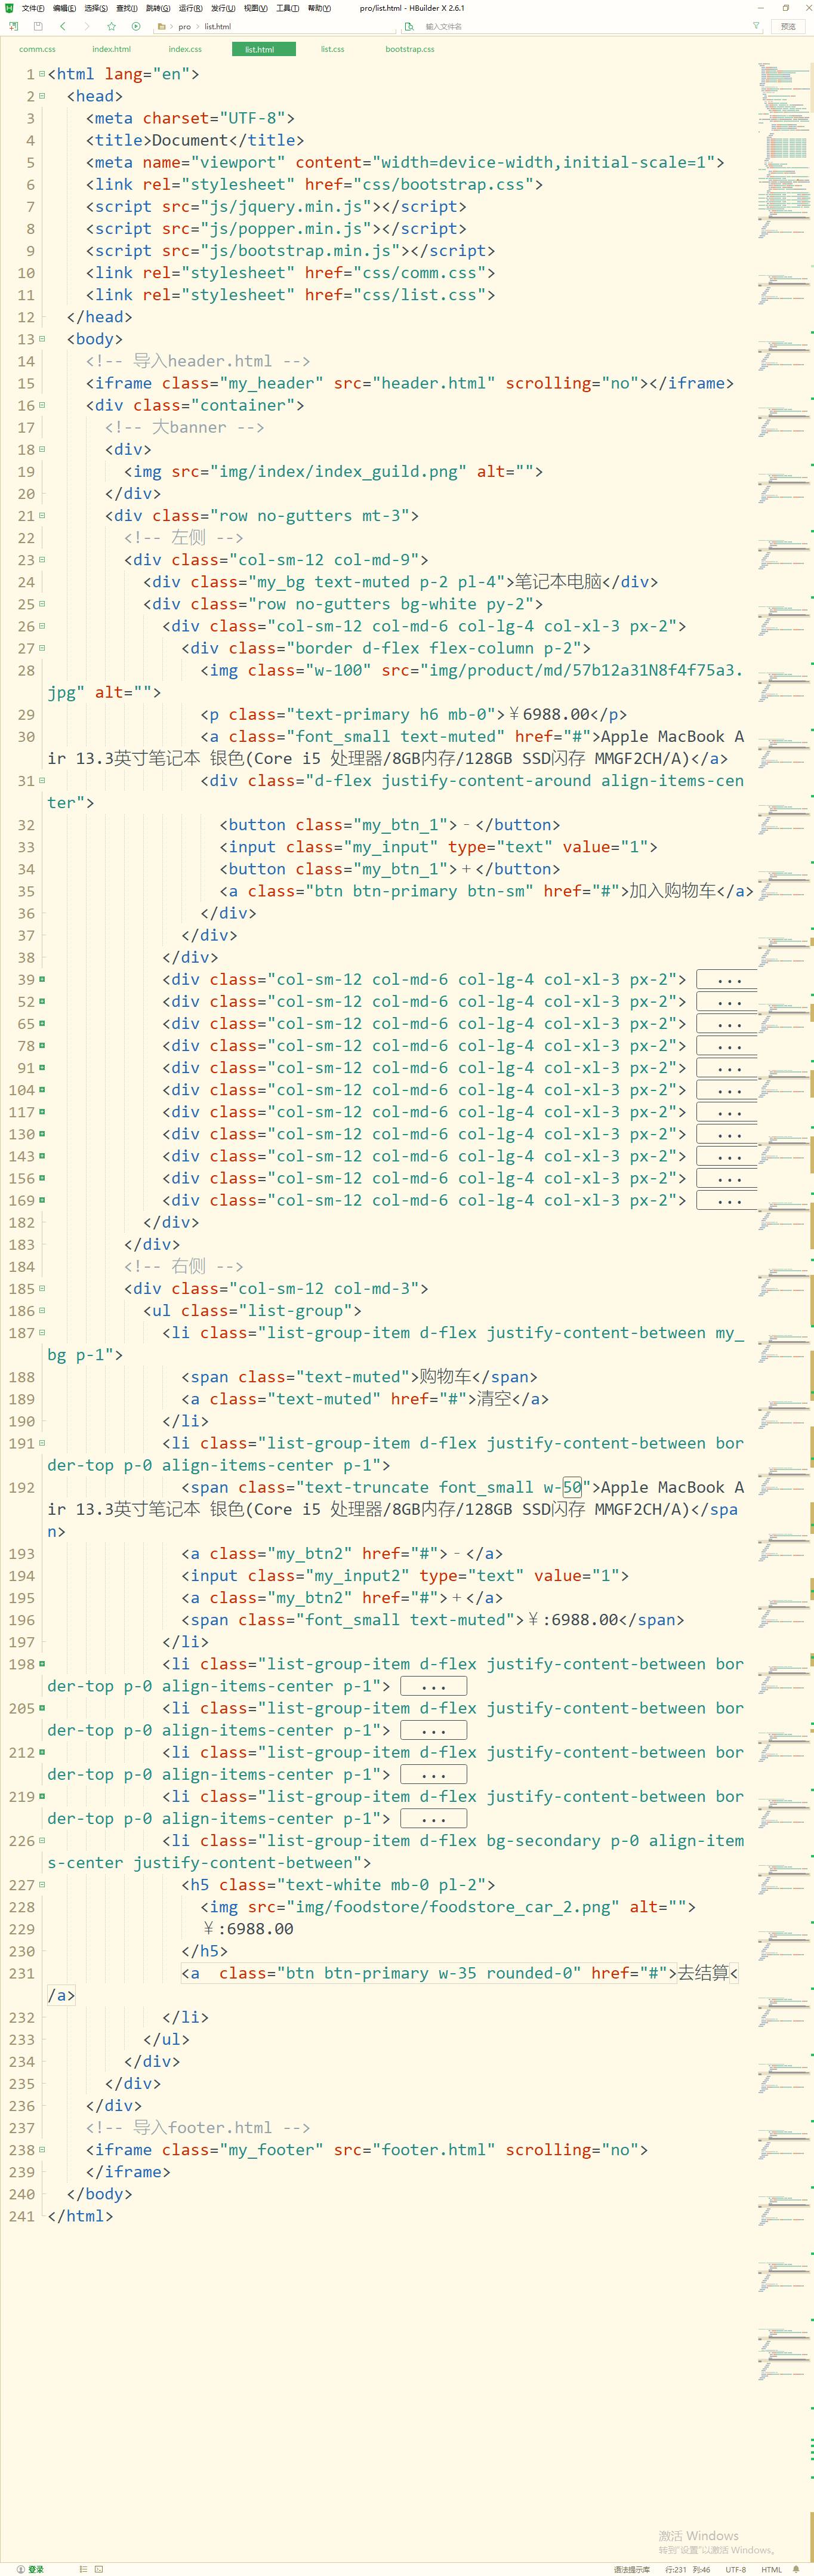 文件(F) 编辑(E) 选择(S) 查找(I) 跳转(G) 运行(R) 发行(U) 视图(V) 工具(T) 帮助(Y) pro/list.html - HBuilder X 2.6.1
pro list.html 输入文件名 预览
comm.css index.html index.css list.html list.css bootstrap.css
1 <html lang="en">
2 <head>
3 <meta charset="UTF-8">
4 <title>Document</title>
5 <meta name="viewport" content="width=device-width,initial-scale=1">
6 <link rel="stylesheet" href="css/bootstrap.css">
7 <script src="js/jquery.min.js"></script>
8 <script src="js/popper.min.js"></script>
9 <script src="js/bootstrap.min.js"></script>
10 <link rel="stylesheet" href="css/comm.css">
11 <link rel="stylesheet" href="css/list.css">
12 </head>
13 <body>
14 <!-- 导入header.html -->
15 <iframe class="my_header" src="header.html" scrolling="no"></iframe>
16 <div class="container">
17 <!-- 大banner -->
18 <div>
19 <img src="img/index/index_guild.png" alt="">
20 </div>
21 <div class="row no-gutters mt-3">
22 <!-- 左侧 -->
23 <div class="col-sm-12 col-md-9">
24 <div class="my_bg text-muted p-2 pl-4">笔记本电脑</div>
25 <div class="row no-gutters bg-white py-2">
26 <div class="col-sm-12 col-md-6 col-lg-4 col-xl-3 px-2">
27 <div class="border d-flex flex-column p-2">
28 <img class="w-100" src="img/product/md/57b12a31N8f4f75a3.
jpg" alt="">
29 <p class="text-primary h6 mb-0">￥6988.00</p>
30 <a class="font_small text-muted" href="#">Apple MacBook A
ir 13.3英寸笔记本 银色(Core i5 处理器/8GB内存/128GB SSD闪存 MMGF2CH/A)</a>
31 <div class="d-flex justify-content-around align-items-cen
ter">
32 <button class="my_btn_1">-</button>
33 <input class="my_input" type="text" value="1">
34 <button class="my_btn_1">+</button>
35 <a class="btn btn-primary btn-sm" href="#">加入购物车</a>
36 </div>
37 </div>
38 </div>
39 <div class="col-sm-12 col-md-6 col-lg-4 col-xl-3 px-2"> ...
52 <div class="col-sm-12 col-md-6 col-lg-4 col-xl-3 px-2"> ...
65 <div class="col-sm-12 col-md-6 col-lg-4 col-xl-3 px-2"> ...
78 <div class="col-sm-12 col-md-6 col-lg-4 col-xl-3 px-2"> ...
91 <div class="col-sm-12 col-md-6 col-lg-4 col-xl-3 px-2"> ...
104 <div class="col-sm-12 col-md-6 col-lg-4 col-xl-3 px-2"> ...
117 <div class="col-sm-12 col-md-6 col-lg-4 col-xl-3 px-2"> ...
130 <div class="col-sm-12 col-md-6 col-lg-4 col-xl-3 px-2"> ...
143 <div class="col-sm-12 col-md-6 col-lg-4 col-xl-3 px-2"> ...
156 <div class="col-sm-12 col-md-6 col-lg-4 col-xl-3 px-2"> ...
169 <div class="col-sm-12 col-md-6 col-lg-4 col-xl-3 px-2"> ...
182 </div>
183 </div>
184 <!-- 右侧 -->
185 <div class="col-sm-12 col-md-3">
186 <ul class="list-group">
187 <li class="list-group-item d-flex justify-content-between my_
bg p-1">
188 <span class="text-muted">购物车</span>
189 <a class="text-muted" href="#">清空</a>
190 </li>
191 <li class="list-group-item d-flex justify-content-between bor
der-top p-0 align-items-center p-1">
192 <span class="text-truncate font_small w-50">Apple MacBook A
ir 13.3英寸笔记本 银色(Core i5 处理器/8GB内存/128GB SSD闪存 MMGF2CH/A)</spa
n>
193 <a class="my_btn2" href="#">-</a>
194 <input class="my_input2" type="text" value="1">
195 <a class="my_btn2" href="#">+</a>
196 <span class="font_small text-muted">￥:6988.00</span>
197 </li>
198 <li class="list-group-item d-flex justify-content-between bor
der-top p-0 align-items-center p-1"> ...
205 <li class="list-group-item d-flex justify-content-between bor
der-top p-0 align-items-center p-1"> ...
212 <li class="list-group-item d-flex justify-content-between bor
der-top p-0 align-items-center p-1"> ...
219 <li class="list-group-item d-flex justify-content-between bor
der-top p-0 align-items-center p-1"> ...
226 <li class="list-group-item d-flex bg-secondary p-0 align-item
s-center justify-content-between">
227 <h5 class="text-white mb-0 pl-2">
228 <img src="img/foodstore/foodstore_car_2.png" alt="">
229 ￥:6988.00
230 </h5>
231 <a  class="btn btn-primary w-35 rounded-0" href="#">去结算<
/a>
232 </li>
233 </ul>
234 </div>
235 </div>
236 </div>
237 <!-- 导入footer.html -->
238 <iframe class="my_footer" src="footer.html" scrolling="no">
239 </iframe>
240 </body>
241 </html>
激活 Windows
转到"设置"以激活 Windows。
登录 语法提示库 行:231 列:46 UTF-8 HTML